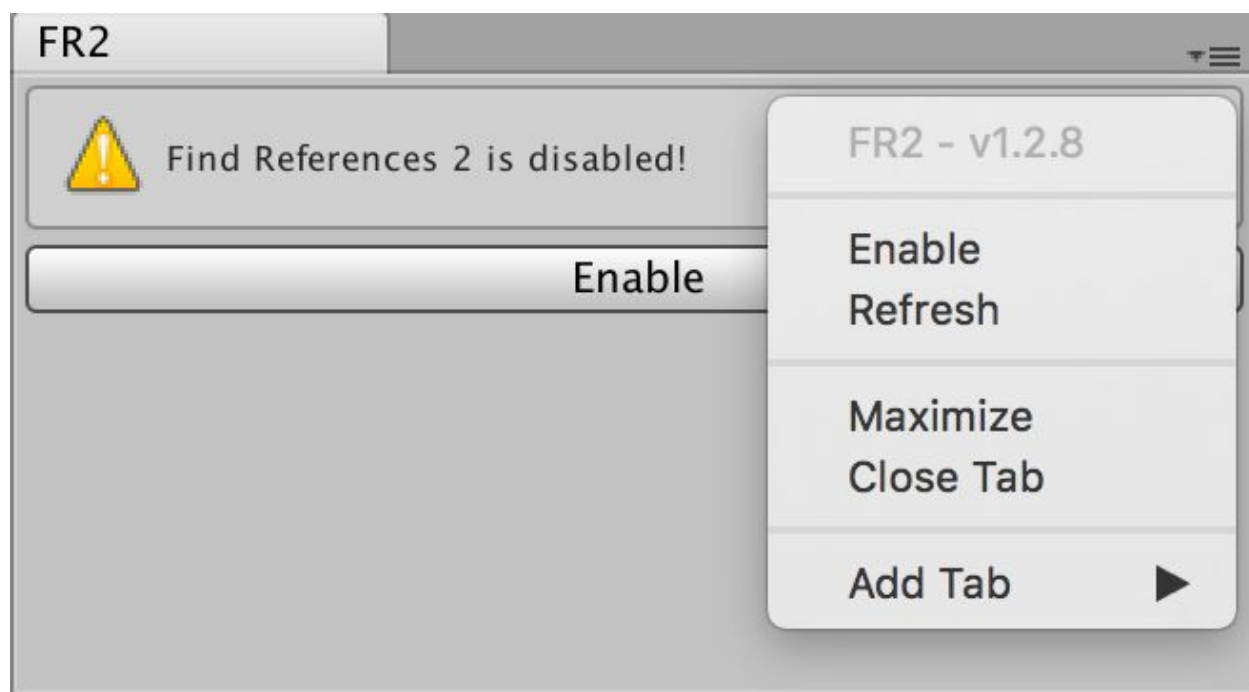 FR2
Find References 2 is disabled!
Enable
FR2 - v1.2.8
Enable
Refresh
Maximize
Close Tab
Add Tab